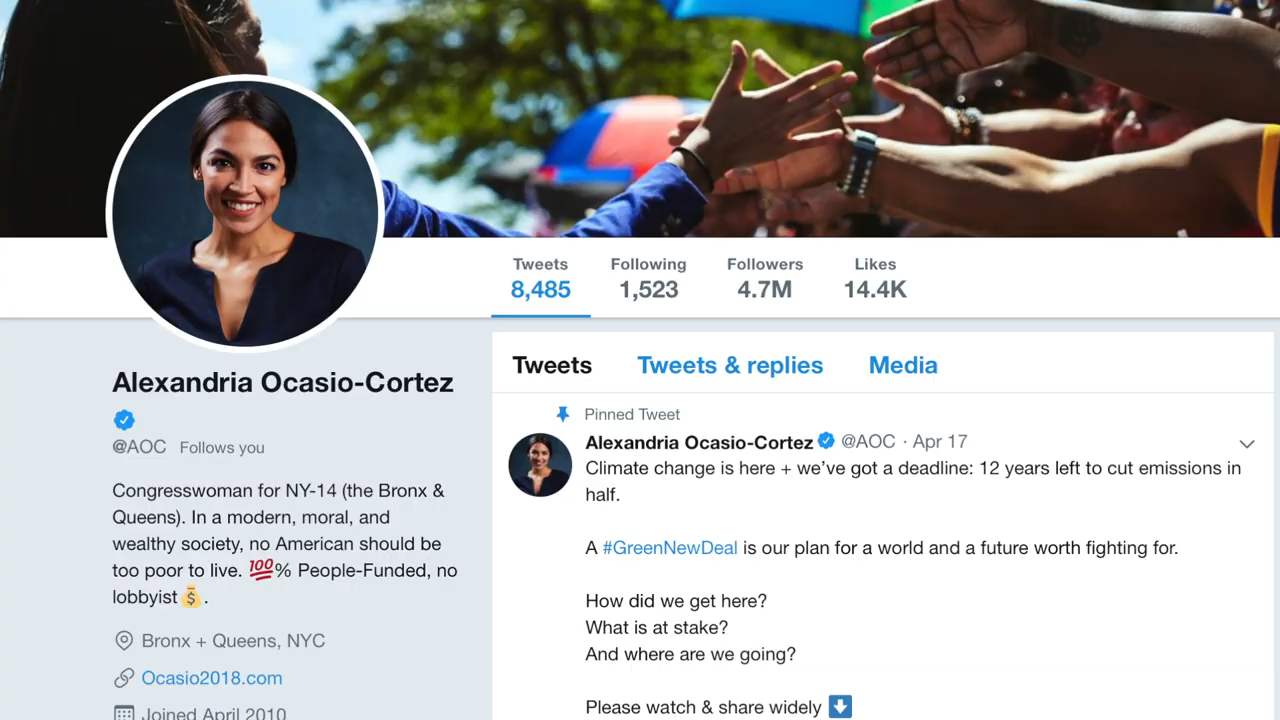 Tweets
8,485
Following
1,523
Followers
4.7M
Likes
14.4K
Alexandria Ocasio-Cortez
@AOC Follows you
Congresswoman for NY-14 (the Bronx &
Queens). In a modern, moral, and
wealthy society, no American should be
too poor to live. 💯% People-Funded, no
lobbyist💰.
Bronx + Queens, NYC
Ocasio2018.com
Joined April 2010
Tweets Tweets & replies Media
Pinned Tweet
Alexandria Ocasio-Cortez @AOC · Apr 17
Climate change is here + we’ve got a deadline: 12 years left to cut emissions in
half.
A #GreenNewDeal is our plan for a world and a future worth fighting for.
How did we get here?
What is at stake?
And where are we going?
Please watch & share widely ⬇️